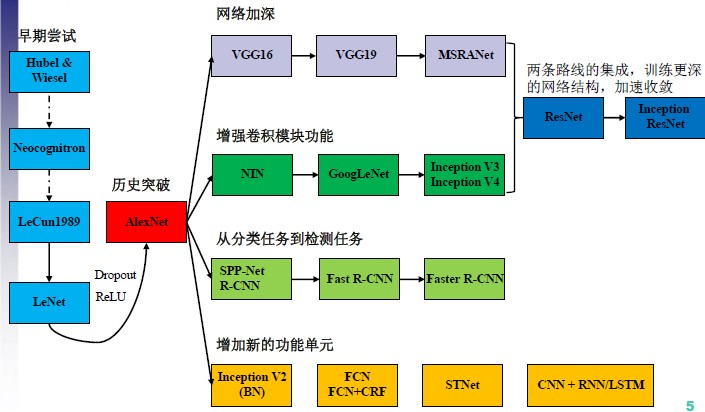 早期尝试
Hubel &
Wiesel
Neocognitron
LeCun1989
LeNet
Dropout
ReLU
历史突破
AlexNet
网络加深
VGG16
VGG19
MSRANet
增强卷积模块功能
NIN
GoogLeNet
Inception V3
Inception V4
两条路线的集成，训练更深
的网络结构，加速收敛
ResNet
Inception
ResNet
从分类任务到检测任务
SPP-Net
R-CNN
Fast R-CNN
Faster R-CNN
增加新的功能单元
Inception V2
(BN)
FCN
FCN+CRF
STNet
CNN + RNN/LSTM
5